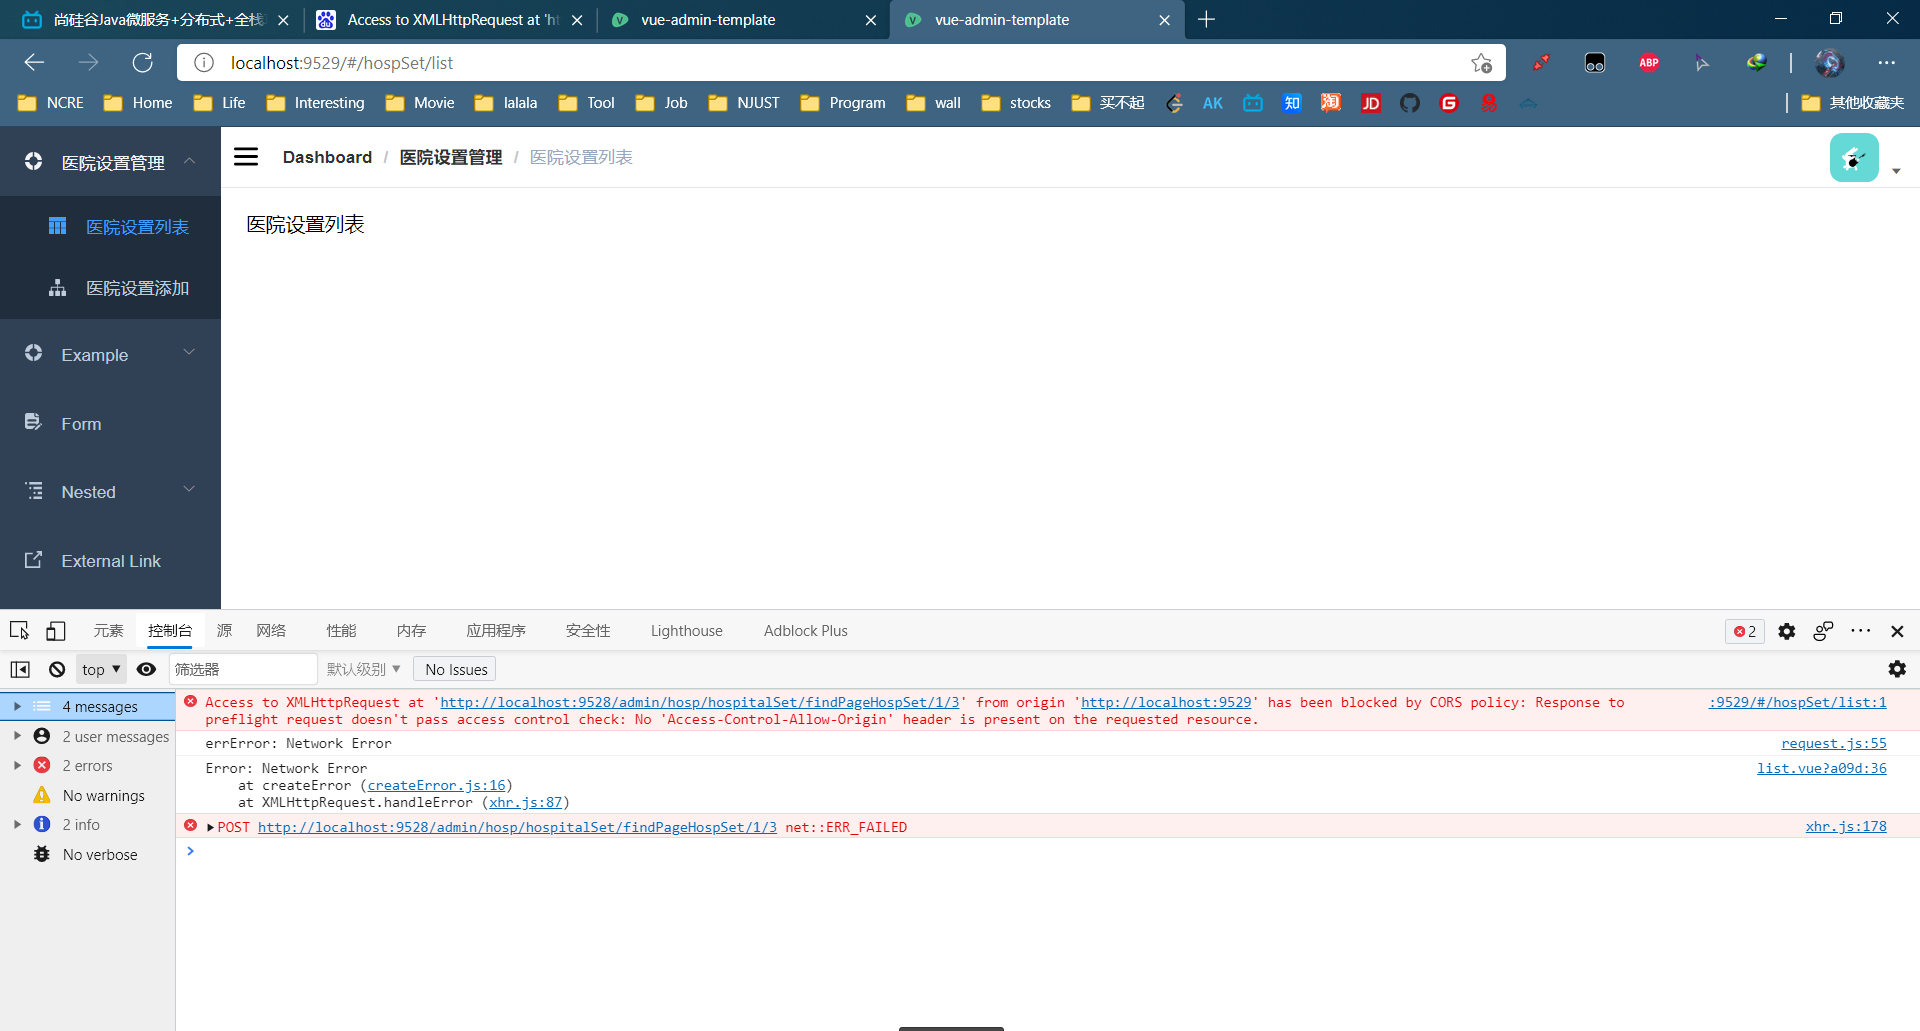 尚硅谷Java微服务+分布式+全栈
Access to XMLHttpRequest at 'ht
vue-admin-template
vue-admin-template
localhost:9529/#/hospSet/list
ABP
NCRE
Home
Life
Interesting
Movie
lalala
Tool
Job
NJUST
Program
wall
stocks
买不起
AK
知
淘
JD
G
其他收藏夹
医院设置管理
Dashboard / 医院设置管理 / 医院设置列表
医院设置列表
医院设置列表
医院设置添加
Example
Form
Nested
External Link
元素
控制台
源
网络
性能
内存
应用程序
安全性
Lighthouse
Adblock Plus
2
top
筛选器
默认级别
No Issues
4 messages
2 user messages
2 errors
No warnings
2 info
No verbose
Access to XMLHttpRequest at 'http://localhost:9528/admin/hosp/hospitalSet/findPageHospSet/1/3' from origin 'http://localhost:9529' has been blocked by CORS policy: Response to :9529/#/hospSet/list:1
preflight request doesn't pass access control check: No 'Access-Control-Allow-Origin' header is present on the requested resource.
errError: Network Error request.js:55
Error: Network Error list.vue?a09d:36
at createError (createError.js:16)
at XMLHttpRequest.handleError (xhr.js:87)
POST http://localhost:9528/admin/hosp/hospitalSet/findPageHospSet/1/3 net::ERR_FAILED xhr.js:178